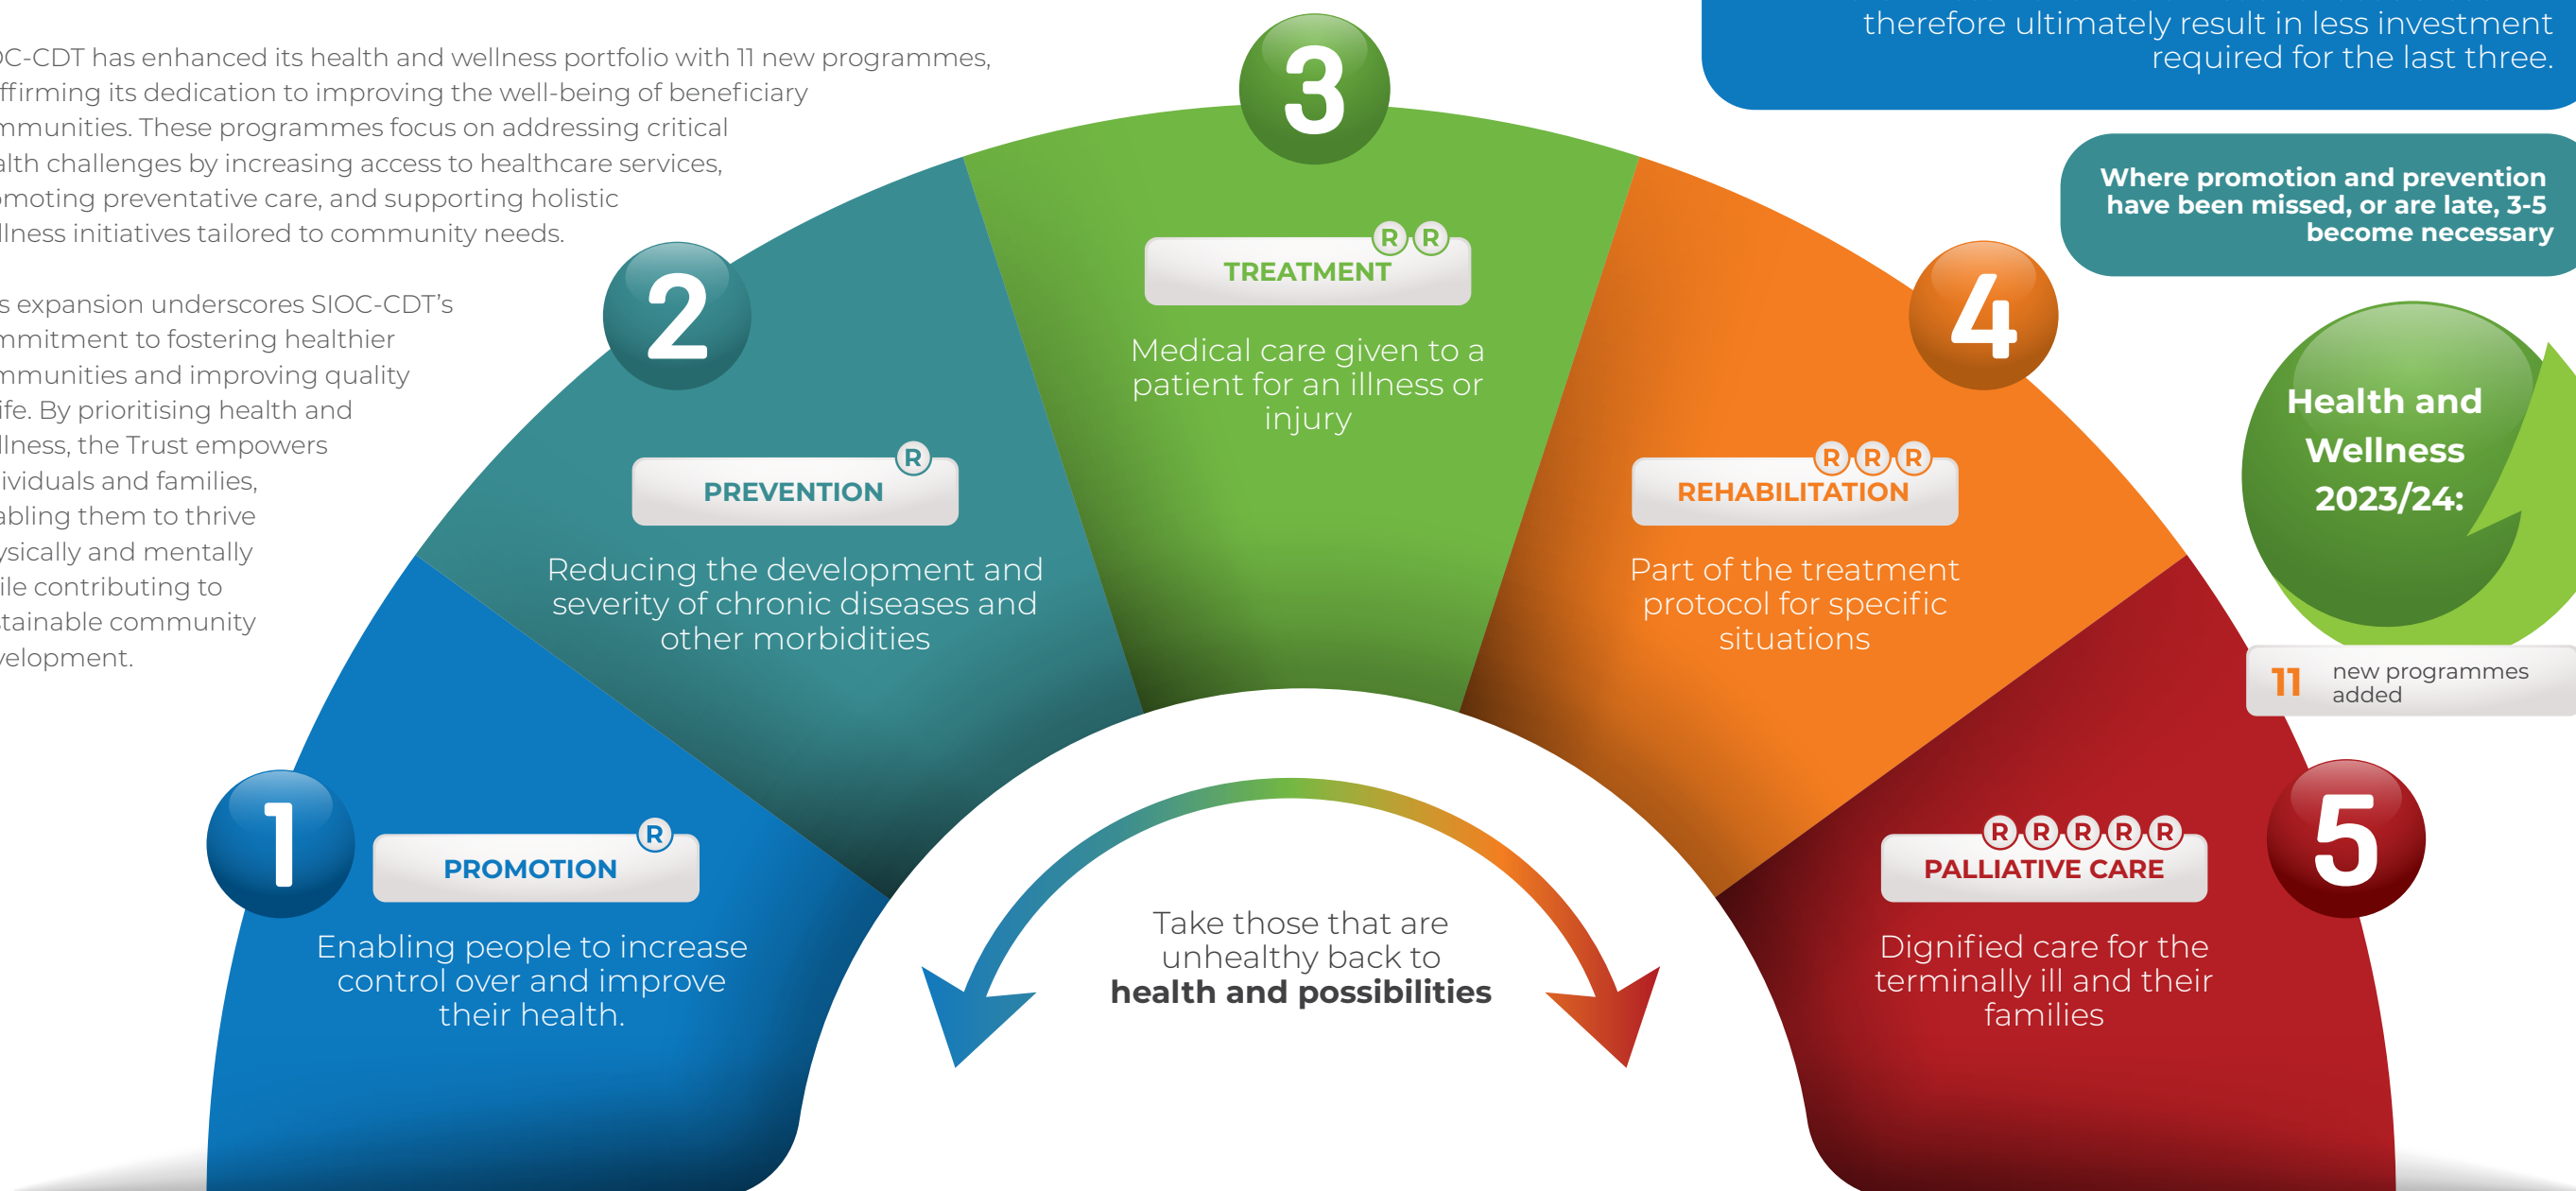 therefore ultimately result in less investment
required for the last three.
OC-CDT has enhanced its health and wellness portfolio with 11 new programmes,
ffirming its dedication to improving the well-being of beneficiary
mmunities. These programmes focus on addressing critical
alth challenges by increasing access to healthcare services,
omoting preventative care, and supporting holistic
llness initiatives tailored to community needs.
s expansion underscores SIOC-CDT’s
mmitment to fostering healthier
mmunities and improving quality
ife. By prioritising health and
llness, the Trust empowers
ividuals and families,
abling them to thrive
ysically and mentally
ile contributing to
stainable community
velopment.
Where promotion and prevention
have been missed, or are late, 3-5
become necessary
1
R
PROMOTION
Enabling people to increase
control over and improve
their health.
2
R
PREVENTION
Reducing the development and
severity of chronic diseases and
other morbidities
3
R R
TREATMENT
Medical care given to a
patient for an illness or
injury
4
R R R
REHABILITATION
Part of the treatment
protocol for specific
situations
5
R R R R R
PALLIATIVE CARE
Dignified care for the
terminally ill and their
families
Take those that are
unhealthy back to
health and possibilities
Health and
Wellness
2023/24:
11 new programmes
added